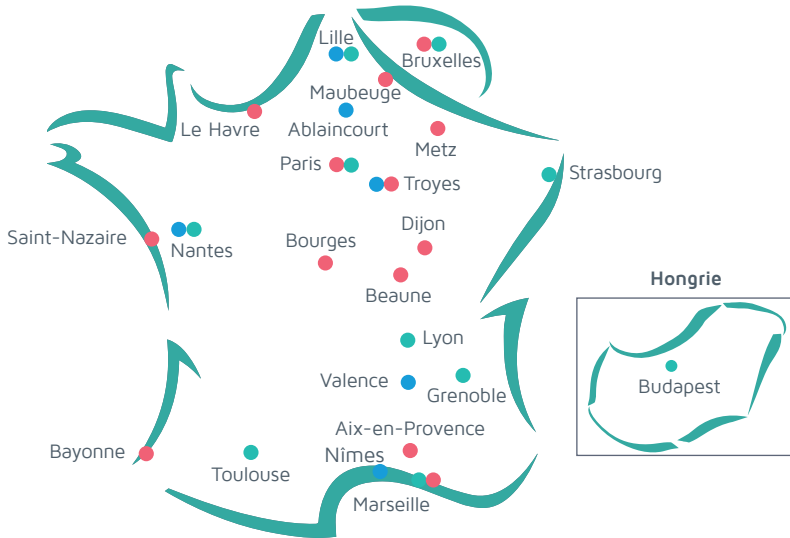 Lille
Bruxelles
Maubeuge
Le Havre
Ablaincourt
Metz
Paris
Troyes
Strasbourg
Saint-Nazaire
Nantes
Bourges
Dijon
Beaune
Hongrie
Lyon
Valence
Grenoble
Budapest
Aix-en-Provence
Bayonne
Toulouse
Nîmes
Marseille